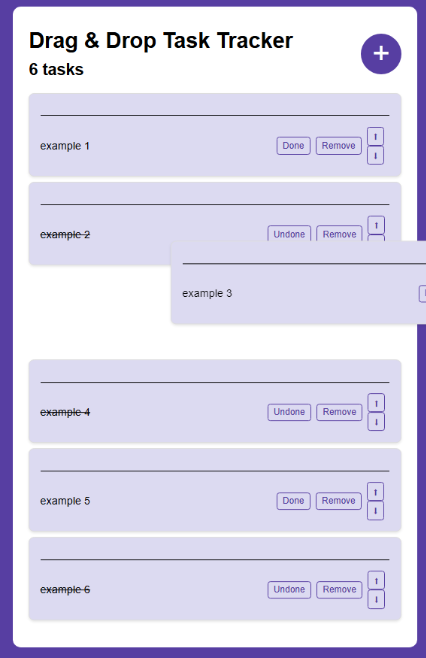 Drag & Drop Task Tracker
6 tasks
+
example 1 Done Remove ⬆
⬇
example 2 Undone Remove ⬆
example 3
example 4 Undone Remove ⬆
⬇
example 5 Done Remove ⬆
⬇
example 6 Undone Remove ⬆
⬇